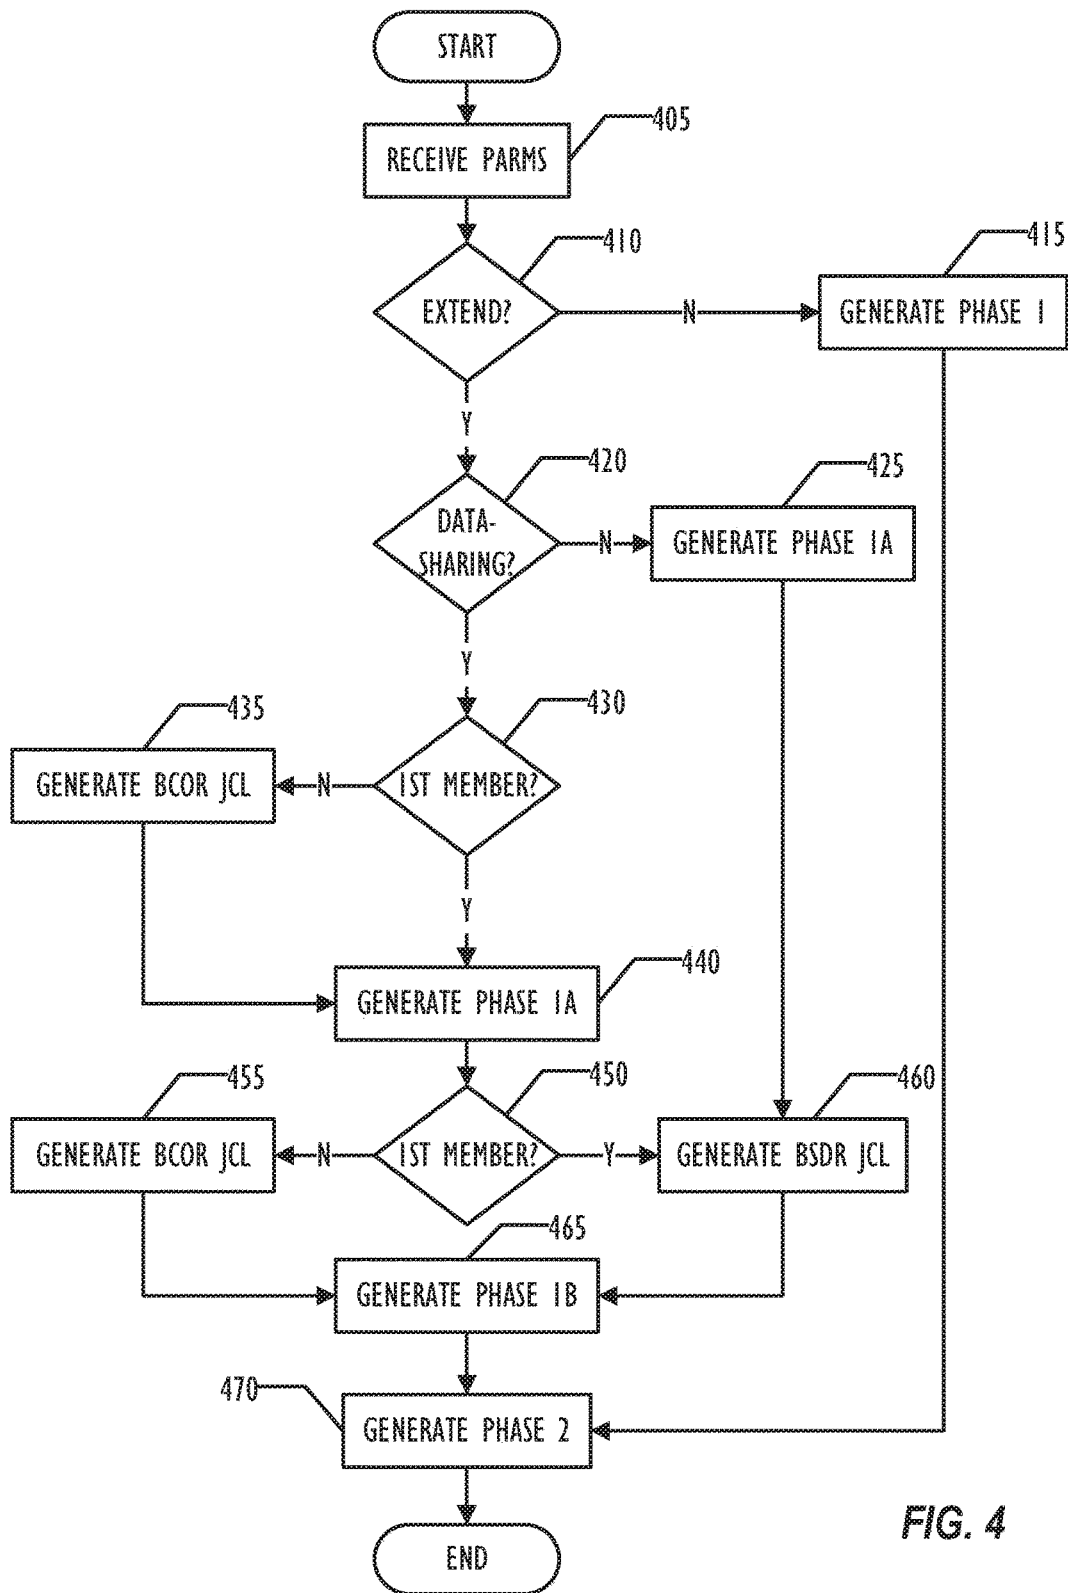 START
405
RECEIVE PARMS
410
415
EXTEND?
N
GENERATE PHASE 1
Y
420
425
DATA-
SHARING?
N
GENERATE PHASE 1A
Y
435
430
GENERATE BCOR JCL
N
1ST MEMBER?
Y
440
GENERATE PHASE 1A
455
450
460
GENERATE BCOR JCL
N
1ST MEMBER?
Y
GENERATE BSDR JCL
465
GENERATE PHASE 1B
470
GENERATE PHASE 2
FIG. 4
END